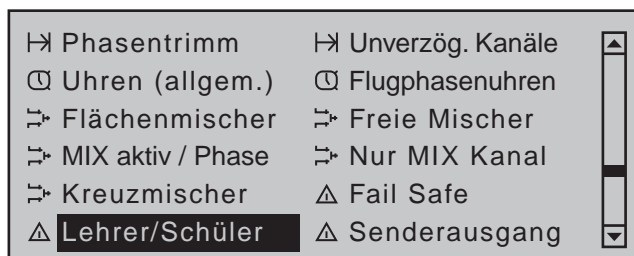 Phasentrimm Unverzög. Kanäle
Uhren (allgem.) Flugphasenuhren
Flächenmischer Freie Mischer
MIX aktiv / Phase Nur MIX Kanal
Kreuzmischer Fail Safe
Lehrer/Schüler Senderausgang